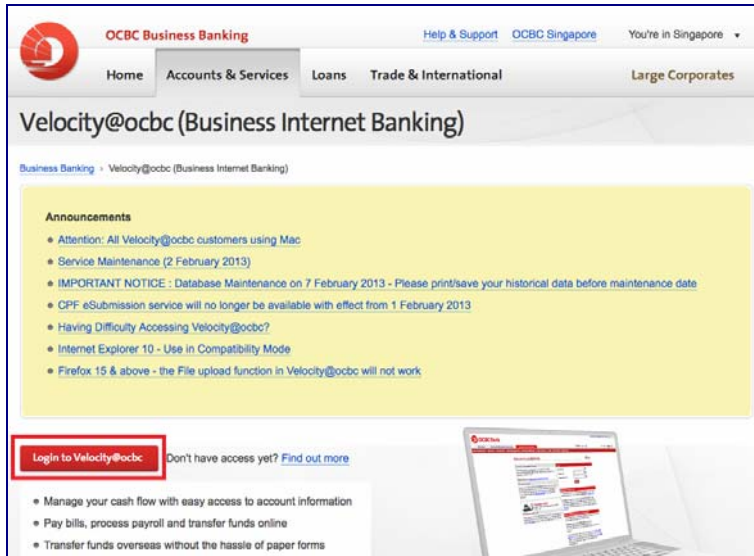 OCBC Business Banking
Help & Support OCBC Singapore You're in Singapore
Home Accounts & Services Loans Trade & International Large Corporates
Velocity@ocbc (Business Internet Banking)
Business Banking > Velocity@ocbc (Business Internet Banking)
Announcements
Attention: All Velocity@ocbc customers using Mac
Service Maintenance (2 February 2013)
IMPORTANT NOTICE : Database Maintenance on 7 February 2013 - Please print/save your historical data before maintenance date
CPF eSubmission service will no longer be available with effect from 1 February 2013
Having Difficulty Accessing Velocity@ocbc?
Internet Explorer 10 - Use in Compatibility Mode
Firefox 15 & above - the File upload function in Velocity@ocbc will not work
Login to Velocity@ocbc Don't have access yet? Find out more
Manage your cash flow with easy access to account information
Pay bills, process payroll and transfer funds online
Transfer funds overseas without the hassle of paper forms